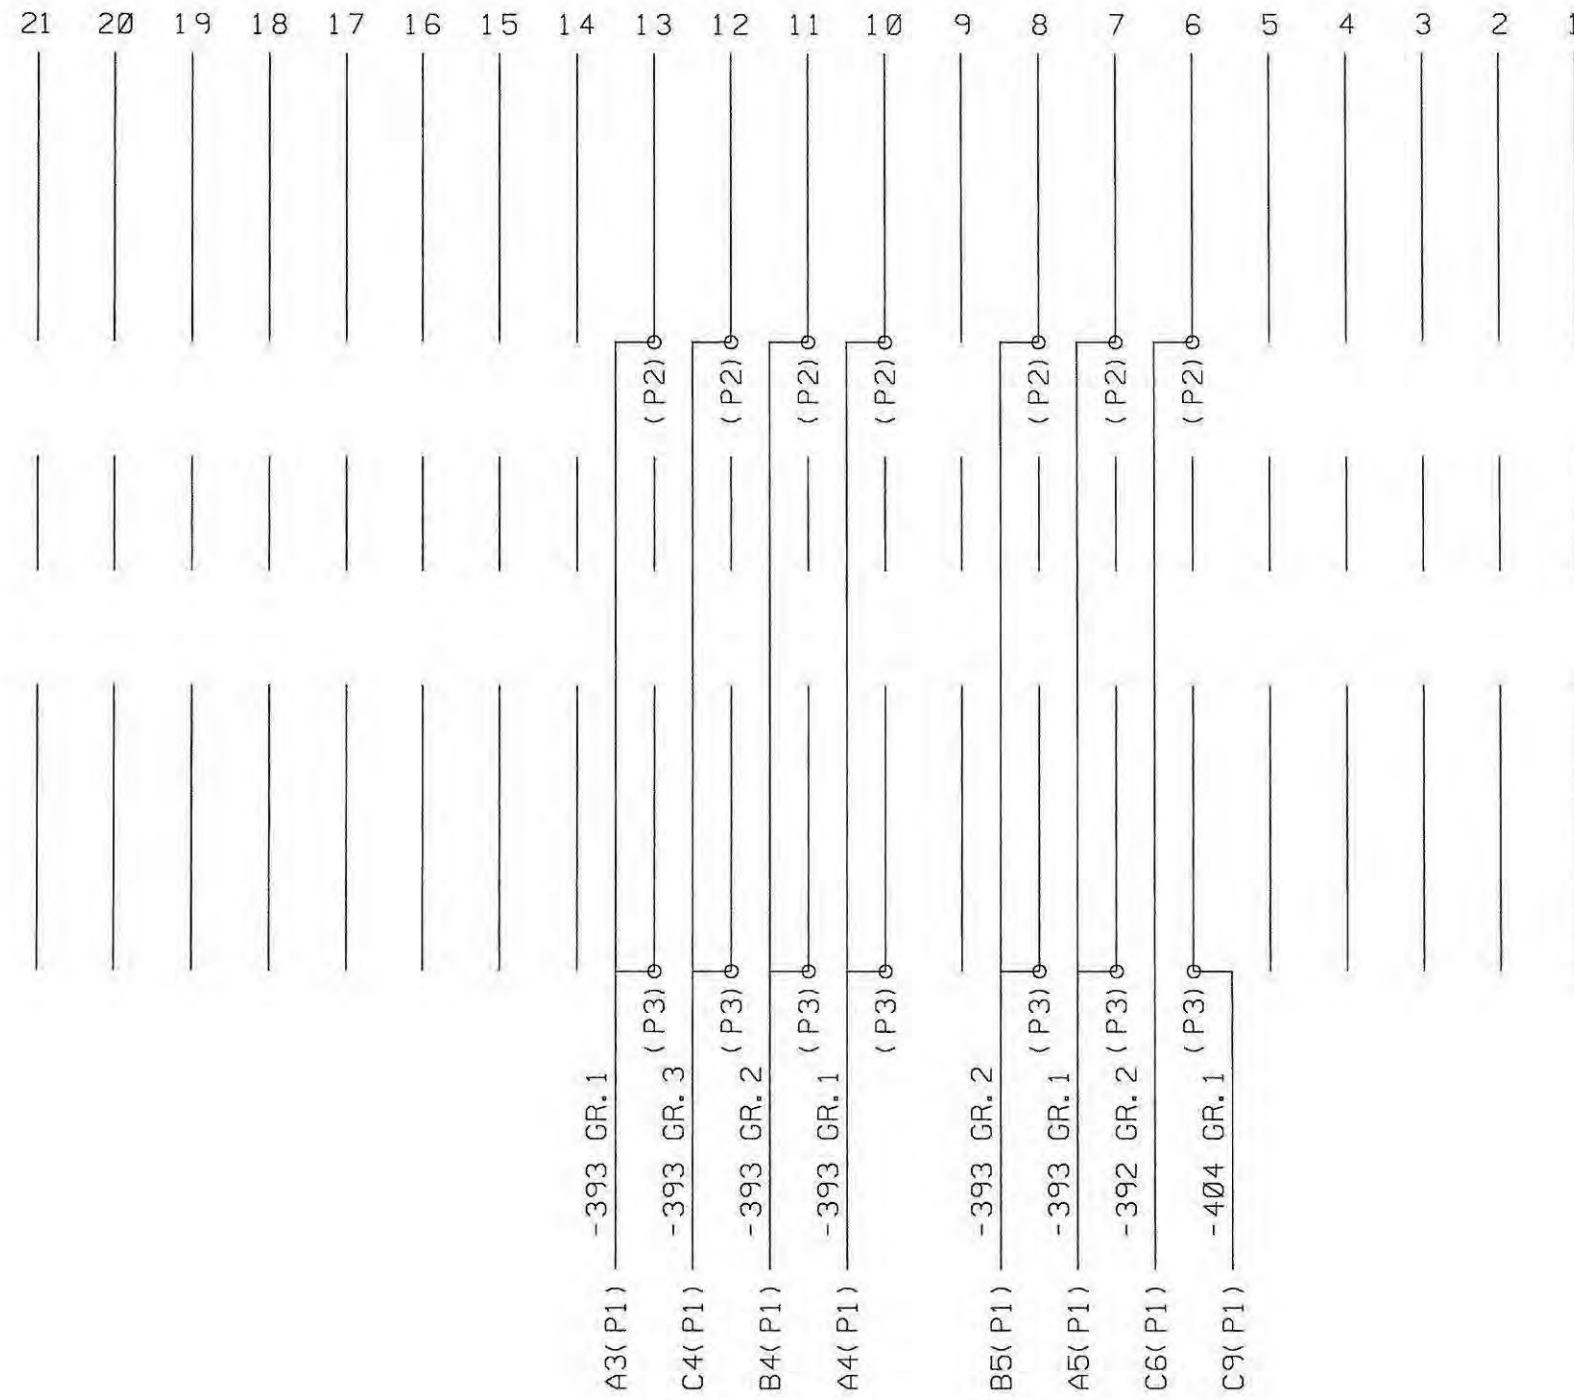 21 20 19 18 17 16 15 14 13 12 11 10 9 8 7 6 5 4 3 2 1
(P2) (P2) (P2) (P2) (P2) (P2) (P2)
(P3) (P3) (P3) (P3) (P3) (P3) (P3)
-393 GR.1
-393 GR.3
-393 GR.2
-393 GR.1
-393 GR.2
-393 GR.1
-392 GR.2
-404 GR.1
A3(P1)
C4(P1)
B4(P1)
A4(P1)
B5(P1)
A5(P1)
C6(P1)
C9(P1)